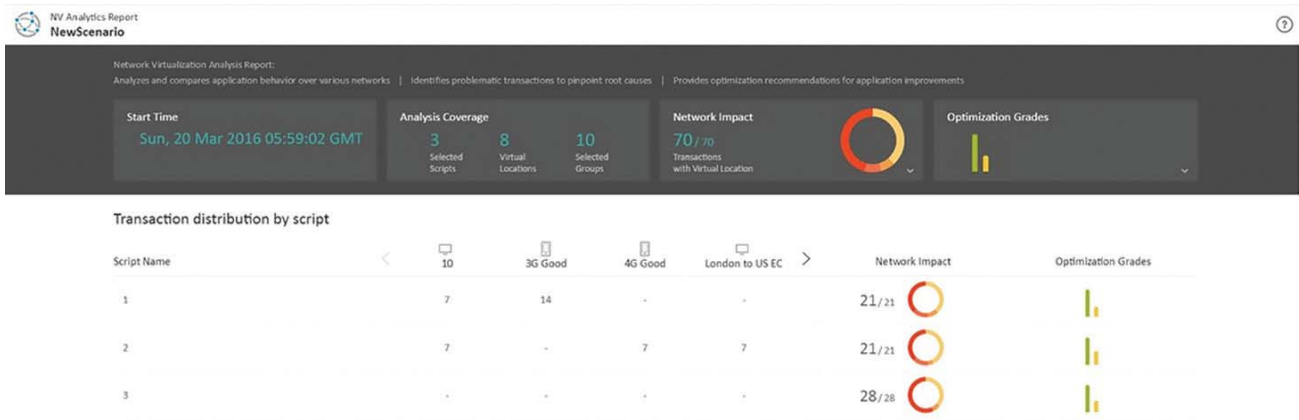 NV Analytics Report
NewScenario
?
Network Virtualization Analysis Report:
Analyzes and compares application behavior over various networks | Identifies problematic transactions to pinpoint root causes | Provides optimization recommendations for application improvements
Start Time
Sun, 20 Mar 2016 05:59:02 GMT
Analysis Coverage
3 8 10
Selected Scripts Virtual Locations Selected Groups
Network Impact
70/70
Transactions
with Virtual Location
Optimization Grades
Transaction distribution by script
Script Name < 10 3G Good 4G Good London to US EC > Network Impact Optimization Grades
1 7 14 - - 21/21
2 7 - 7 7 21/21
3 - - - - 28/28